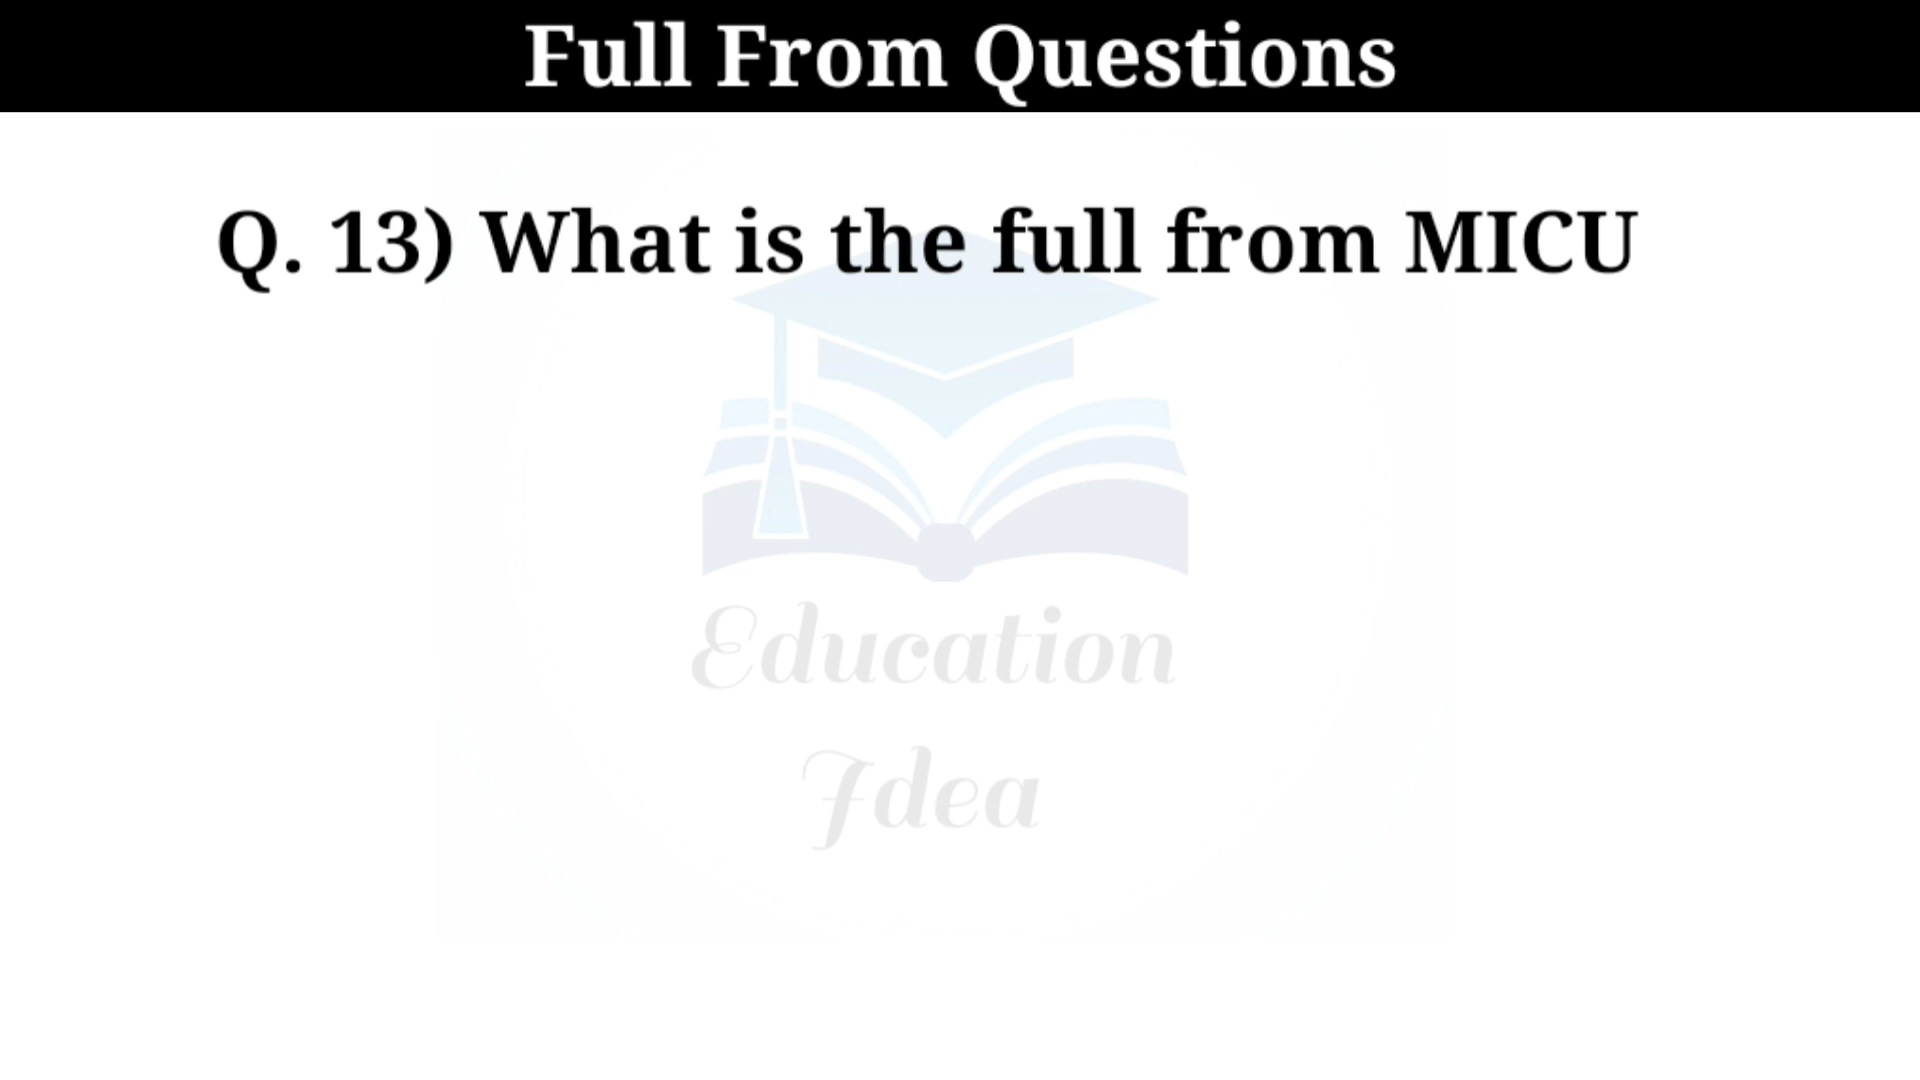 Full From Questions
Q. 13) What is the full from MICU
Education
Idea